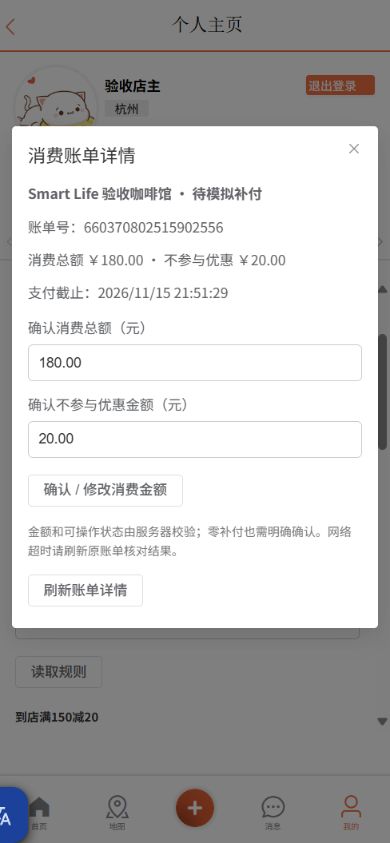 个人主页
验收店主
退出登录
杭州
消费账单详情
Smart Life 验收咖啡馆 · 待模拟补付
账单号：660370802515902556
消费总额 ￥180.00 · 不参与优惠 ￥20.00
支付截止：2026/11/15 21:51:29
确认消费总额（元）
180.00
确认不参与优惠金额（元）
20.00
确认 / 修改消费金额
金额和可操作状态由服务器校验；零补付也需明确确认。网络
超时请刷新原账单核对结果。
刷新账单详情
读取规则
到店满150减20
首页
地图
消息
我的